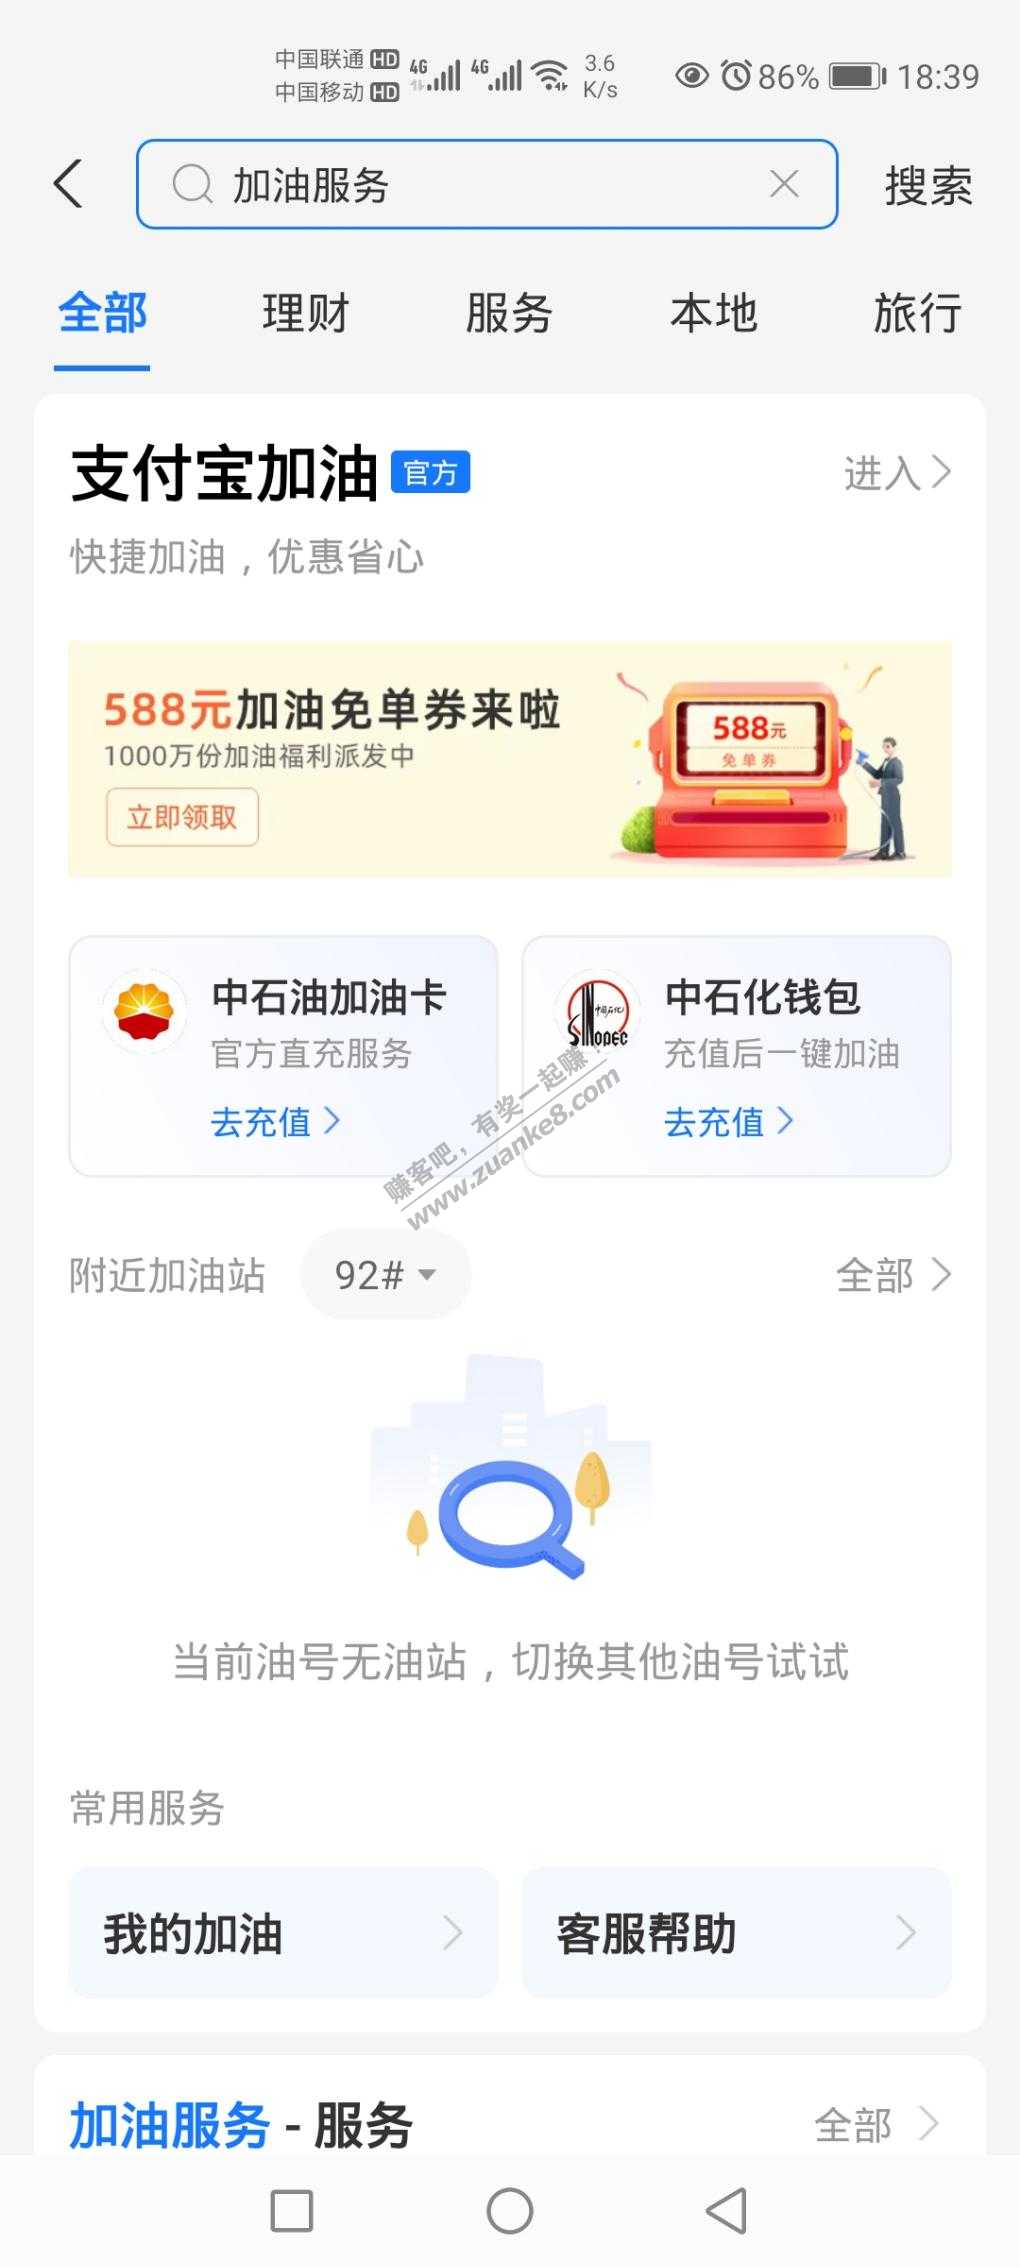 中国联通 HD
中国移动 HD
4G 4G 3.6 K/s 86% 18:39
加油服务
搜索
全部 理财 服务 本地 旅行
支付宝加油 官方 进入
快捷加油，优惠省心
588元加油免单券来啦
1000万份加油福利派发中
立即领取
588元
免单券
中石油加油卡
官方直充服务
去充值
中石化钱包
充值后一键加油
去充值
中国石化
SINOPEC
赚客吧，有奖一起赚！
www.zuanke8.com
附近加油站 92# 全部
当前油号无油站，切换其他油号试试
常用服务
我的加油
客服帮助
加油服务 - 服务 全部